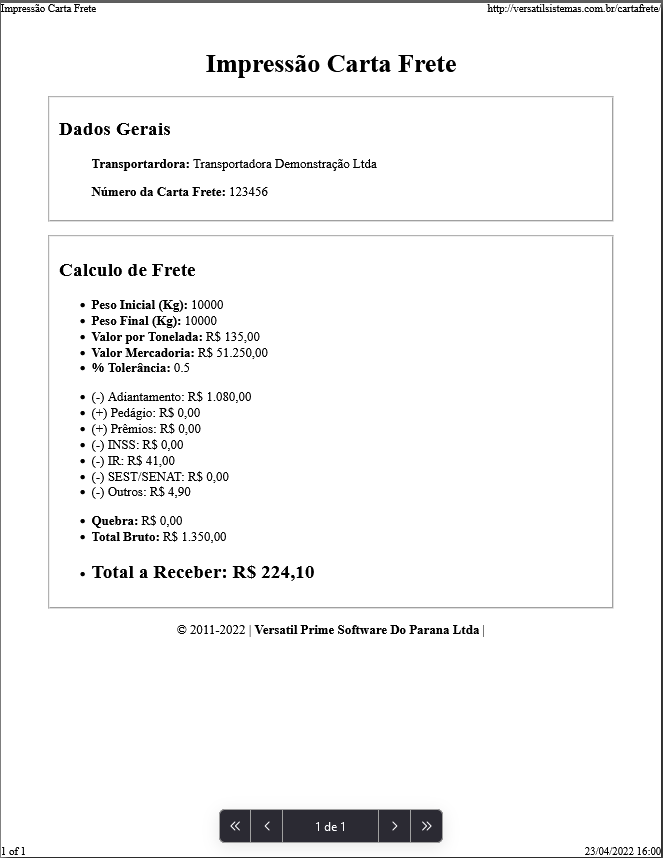 Impressão Carta Frete
http://versatilsistemas.com.br/cartafrete/
Impressão Carta Frete
Dados Gerais
Transportardora: Transportadora Demonstração Ltda
Número da Carta Frete: 123456
Calculo de Frete
• Peso Inicial (Kg): 10000
• Peso Final (Kg): 10000
• Valor por Tonelada: R$ 135,00
• Valor Mercadoria: R$ 51.250,00
• % Tolerância: 0.5
• (-) Adiantamento: R$ 1.080,00
• (+) Pedágio: R$ 0,00
• (+) Prêmios: R$ 0,00
• (-) INSS: R$ 0,00
• (-) IR: R$ 41,00
• (-) SEST/SENAT: R$ 0,00
• (-) Outros: R$ 4,90
• Quebra: R$ 0,00
• Total Bruto: R$ 1.350,00
• Total a Receber: R$ 224,10
© 2011-2022 | Versatil Prime Software Do Parana Ltda |
1 de 1
1 of 1
23/04/2022 16:00